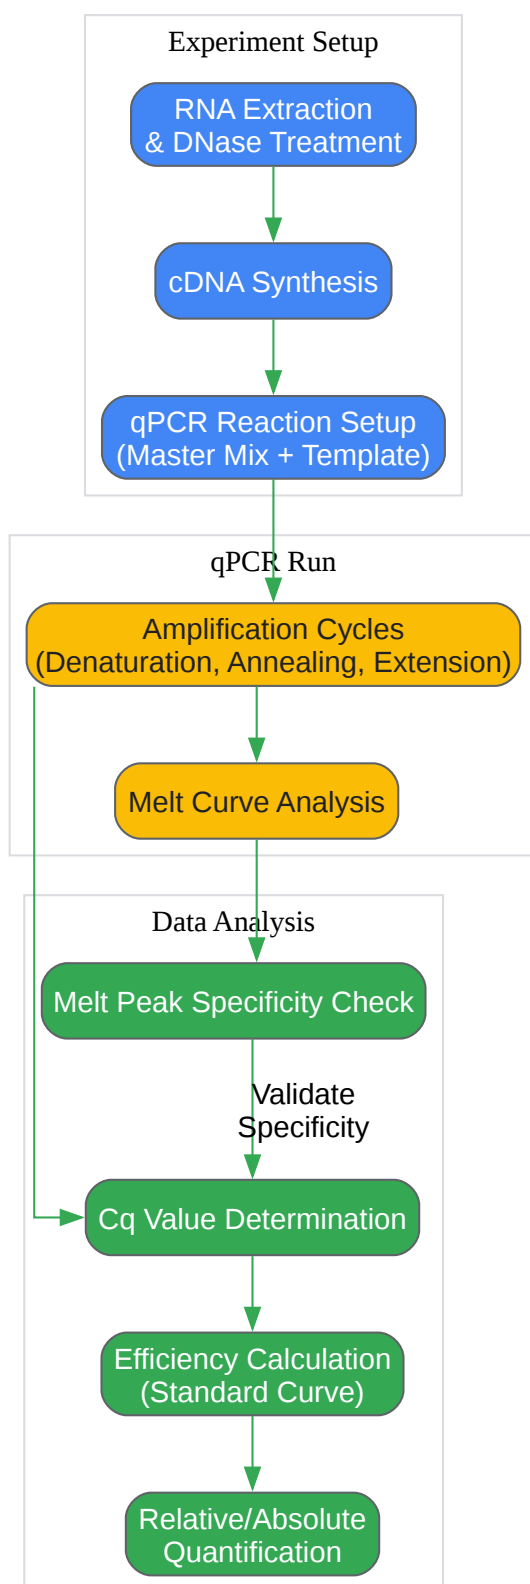 Experiment Setup
RNA Extraction
& DNase Treatment
cDNA Synthesis
qPCR Reaction Setup
(Master Mix + Template)
qPCR Run
Amplification Cycles
(Denaturation, Annealing, Extension)
Melt Curve Analysis
Data Analysis
Melt Peak Specificity Check
Validate
Specificity
Cq Value Determination
Efficiency Calculation
(Standard Curve)
Relative/Absolute
Quantification